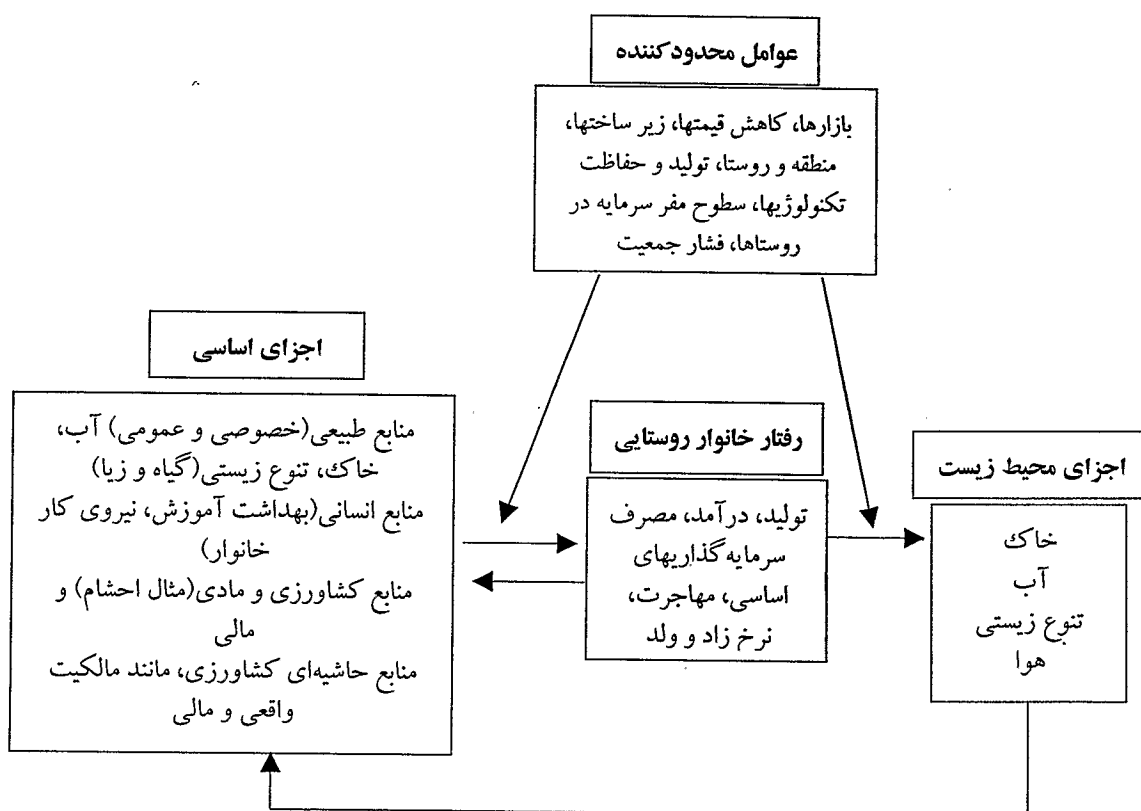 عوامل محدودکننده
بازارها، کاهش قیمتها، زیر ساختها،
منطقه و روستا، تولید و حفاظت
تکنولوژیها، سطوح مفر سرمایه در
روستاها، فشار جمعیت
اجزای اساسی
منابع طبیعی(خصوصی و عمومی) آب،
خاک، تنوع زیستی(گیاه و زیا)
منابع انسانی(بهداشت آموزش، نیروی کار
خانوار)
منابع کشاورزی و مادی(مثال احشام) و
مالی
منابع حاشیه‌ای کشاورزی، مانند مالکیت
واقعی و مالی
رفتار خانوار روستایی
تولید، درآمد، مصرف
سرمایه‌گذاریهای
اساسی، مهاجرت،
نرخ زاد و ولد
اجزای محیط زیست
خاک
آب
تنوع زیستی
هوا